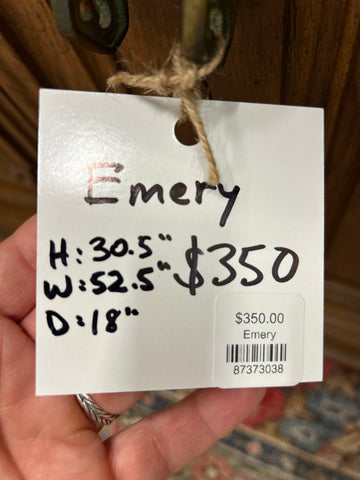 Emery
H: 30.5"
W: 52.5"
D: 18"
$350
$350.00
Emery
87373038